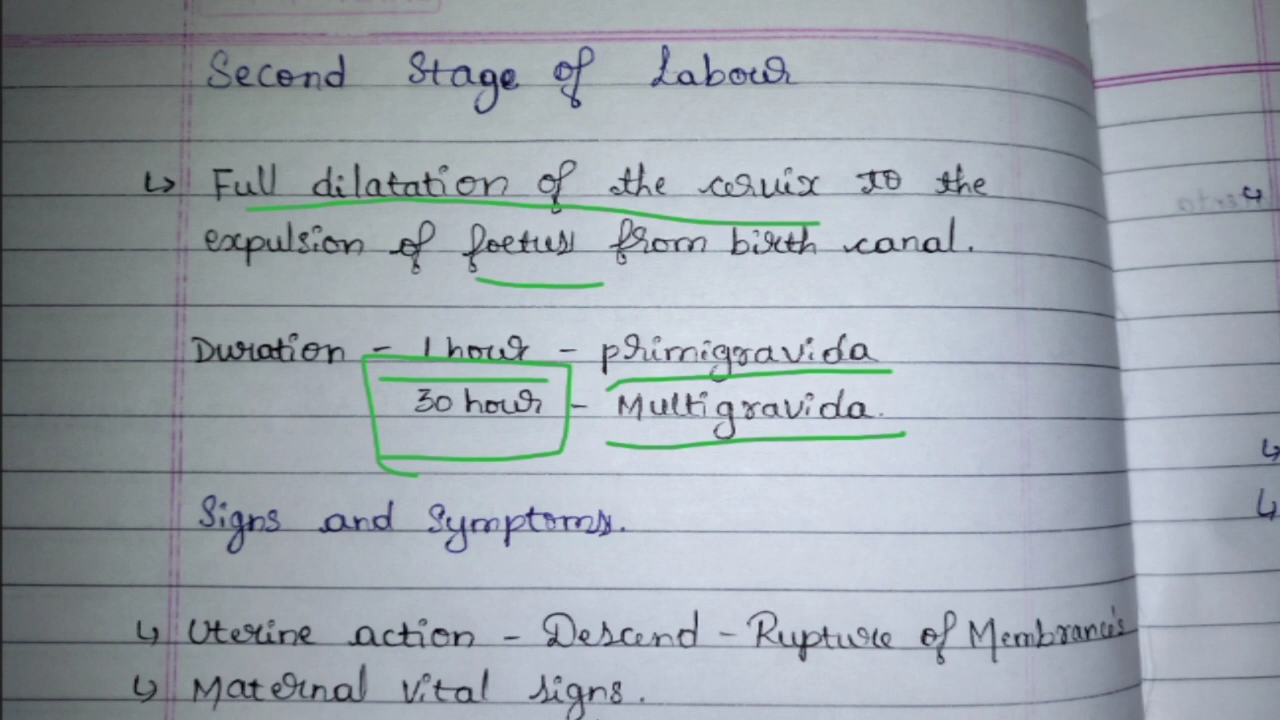 Second Stage of Labour
↳ Full dilatation of the cervix to the
expulsion of foetus from birth canal.
Duration - 1 hour - primigravida
30 hour - Multigravida.
Signs and Symptoms.
↳ Uterine action - Descend - Rupture of Membrance's
↳ Maternal vital signs.